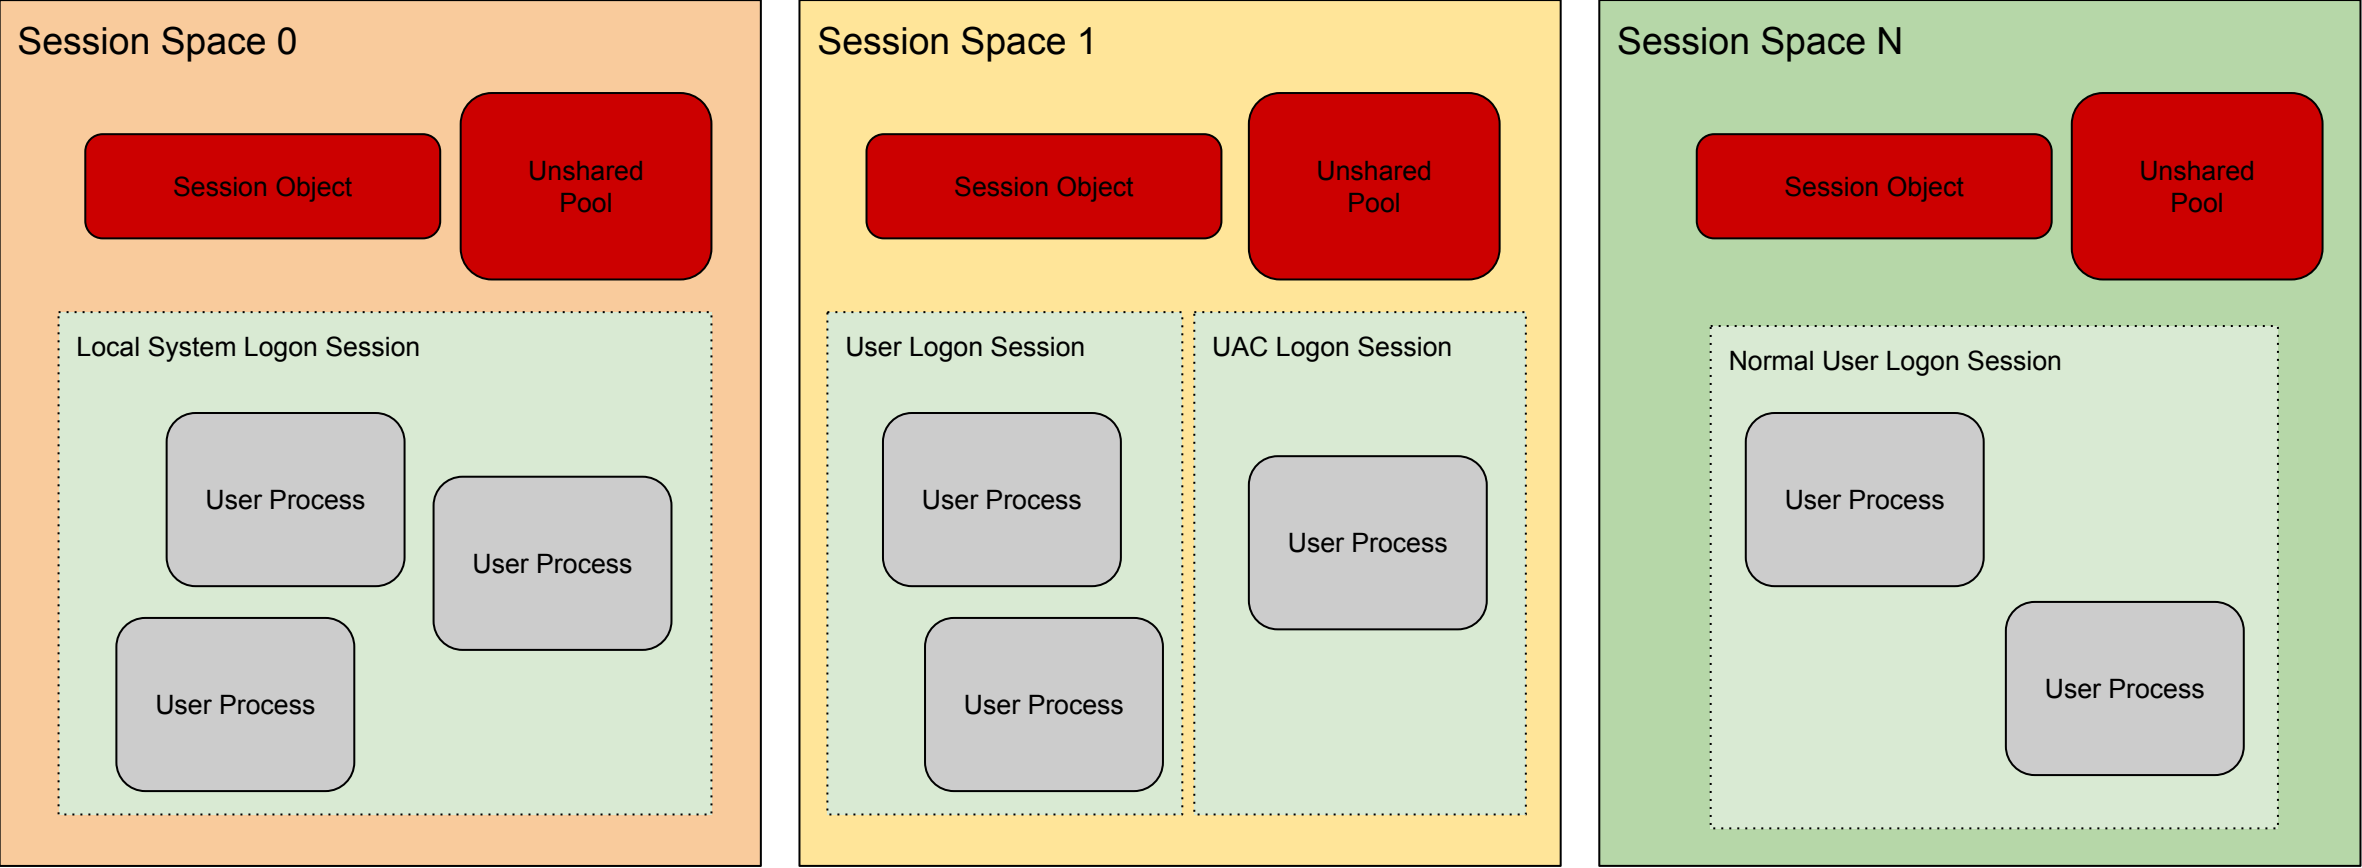 Session Space 0
Session Object
Unshared
Pool
Local System Logon Session
User Process
User Process
User Process
Session Space 1
Session Object
Unshared
Pool
User Logon Session
User Process
User Process
UAC Logon Session
User Process
Session Space N
Session Object
Unshared
Pool
Normal User Logon Session
User Process
User Process